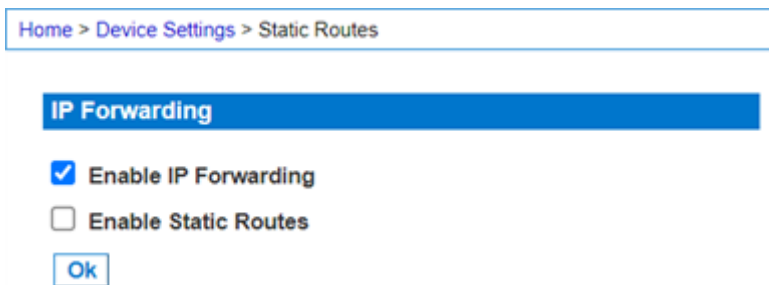 Home > Device Settings > Static Routes
IP Forwarding
Enable IP Forwarding
Enable Static Routes
Ok